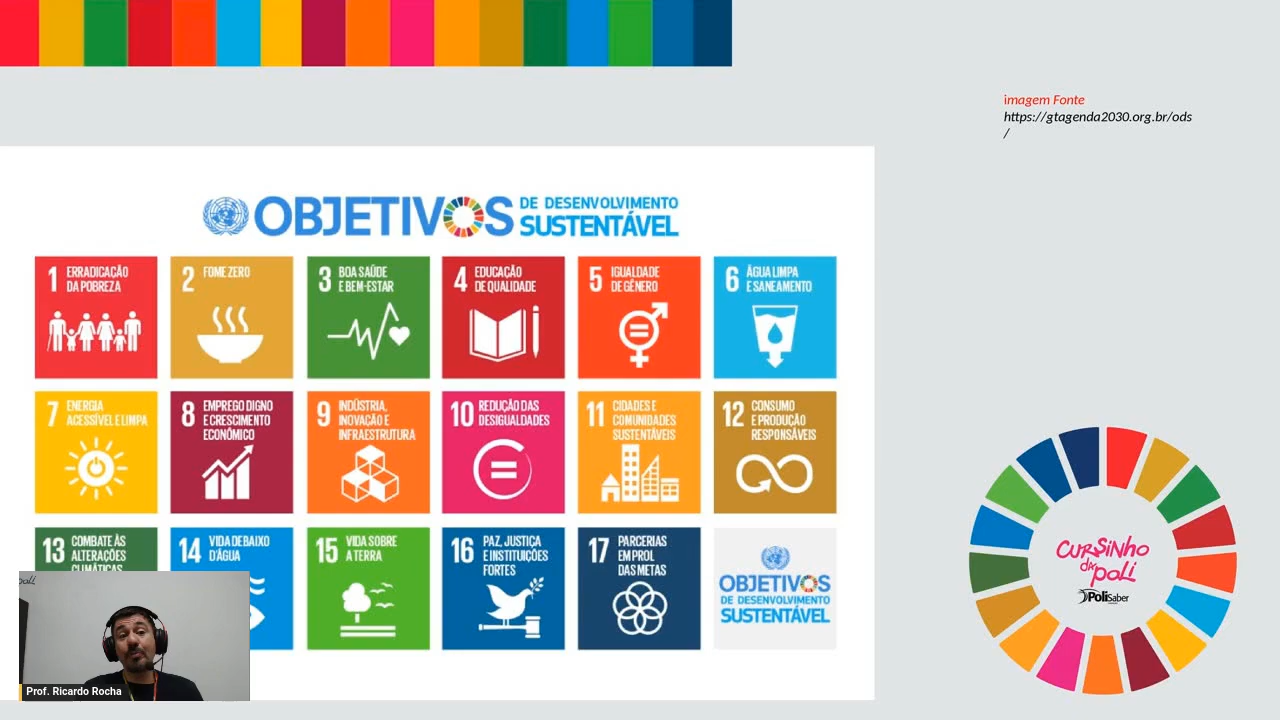 imagem Fonte
https://gtagenda2030.org.br/ods
/
OBJETIVOS
DE DESENVOLVIMENTO
SUSTENTÁVEL
1 ERRADICAÇÃO
DA POBREZA
2 FOME ZERO
3 BOA SAÚDE
E BEM-ESTAR
4 EDUCAÇÃO
DE QUALIDADE
5 IGUALDADE
DE GÊNERO
6 ÁGUA LIMPA
E SANEAMENTO
7 ENERGIA
ACESSÍVEL E LIMPA
8 EMPREGO DIGNO
E CRESCIMENTO
ECONÔMICO
9 INDÚSTRIA,
INOVAÇÃO E
INFRAESTRUTURA
10 REDUÇÃO DAS
DESIGUALDADES
11 CIDADES E
COMUNIDADES
SUSTENTÁVEIS
12 CONSUMO
E PRODUÇÃO
RESPONSÁVEIS
13 COMBATE ÀS
ALTERAÇÕES
CLIMÁTICAS
14 VIDA DEBAIXO
D'ÁGUA
15 VIDA SOBRE
A TERRA
16 PAZ, JUSTIÇA
E INSTITUIÇÕES
FORTES
17 PARCERIAS
EM PROL
DAS METAS
OBJETIVOS
DE DESENVOLVIMENTO
SUSTENTÁVEL
CURSINHO
da
poli
PoliSaber
poli
Prof. Ricardo Rocha